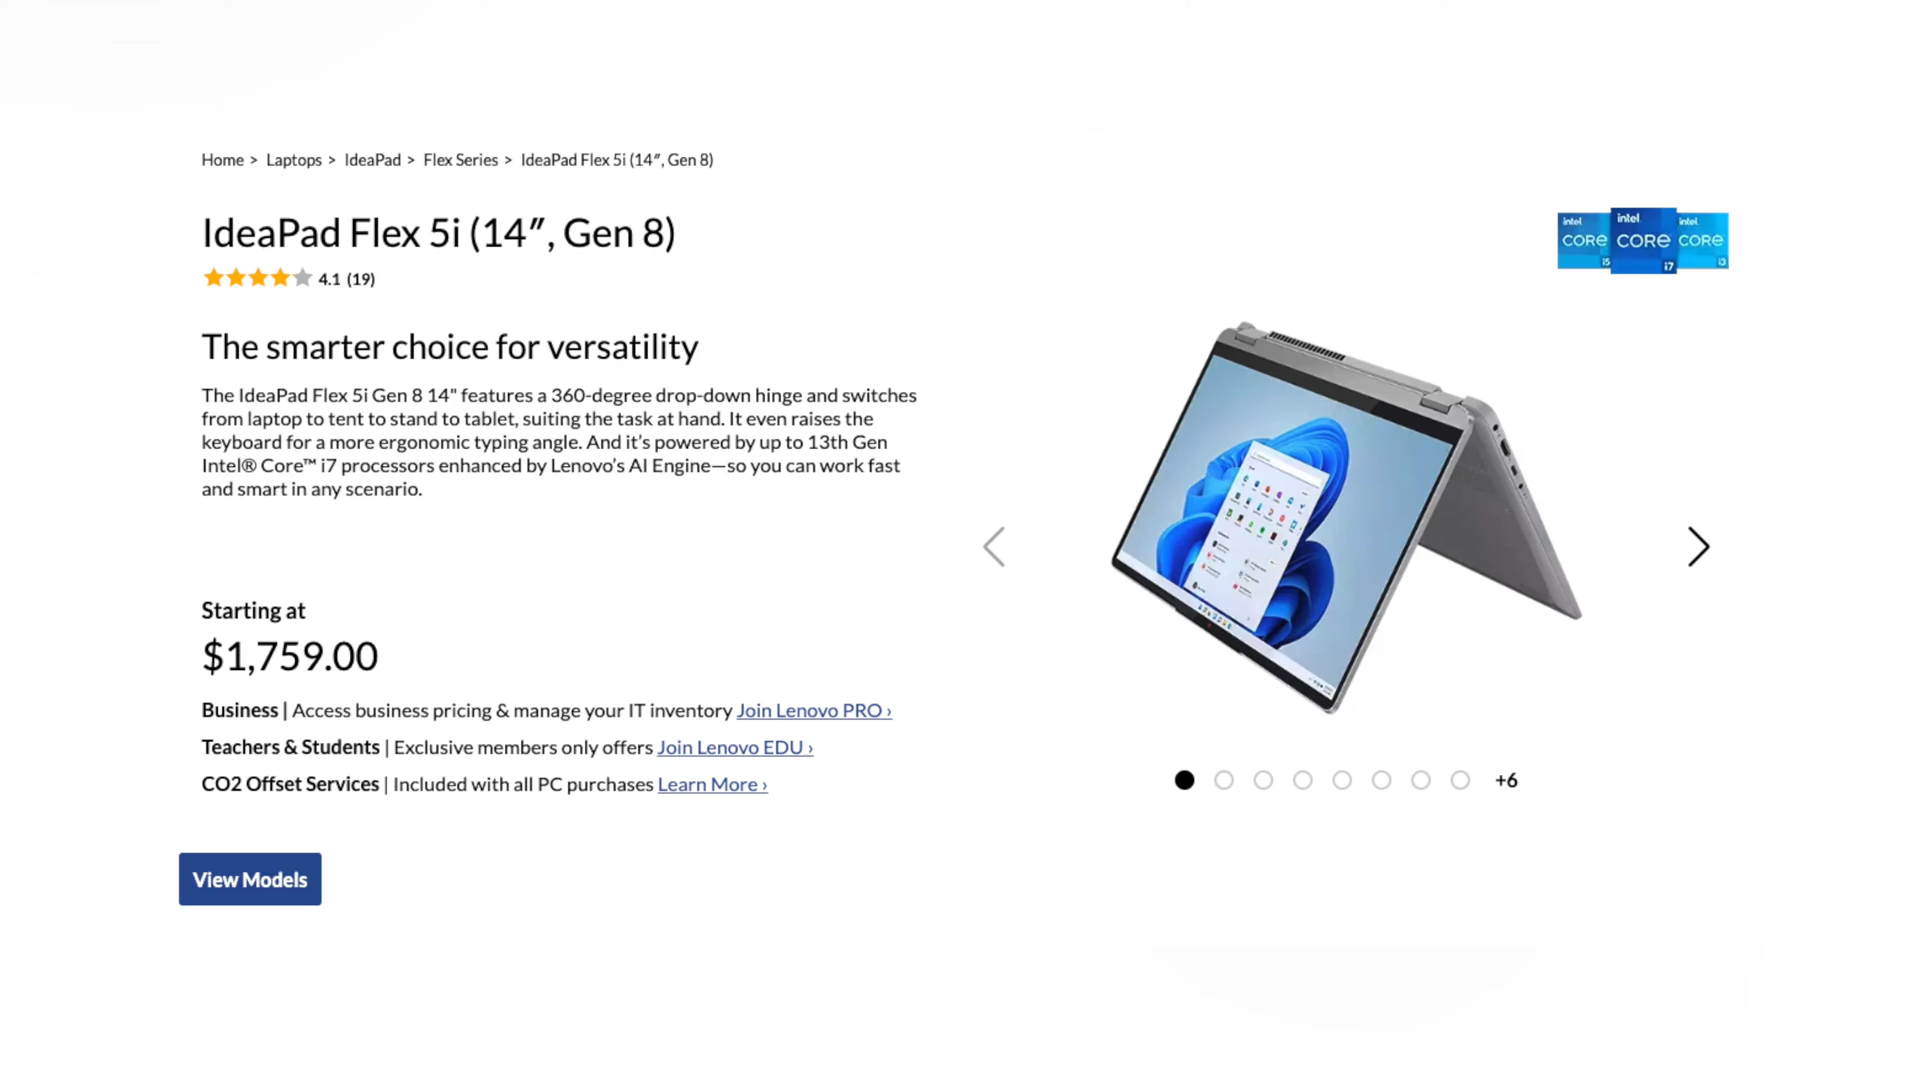 Home > Laptops > IdeaPad > Flex Series > IdeaPad Flex 5i (14″, Gen 8)
IdeaPad Flex 5i (14″, Gen 8)
4.1 (19)
The smarter choice for versatility
The IdeaPad Flex 5i Gen 8 14" features a 360-degree drop-down hinge and switches
from laptop to tent to stand to tablet, suiting the task at hand. It even raises the
keyboard for a more ergonomic typing angle. And it’s powered by up to 13th Gen
Intel® Core™ i7 processors enhanced by Lenovo’s AI Engine—so you can work fast
and smart in any scenario.
Starting at
$1,759.00
Business | Access business pricing & manage your IT inventory Join Lenovo PRO ›
Teachers & Students | Exclusive members only offers Join Lenovo EDU ›
CO2 Offset Services | Included with all PC purchases Learn More ›
View Models
intel CORE i5
intel CORE i7
intel CORE i3
+6